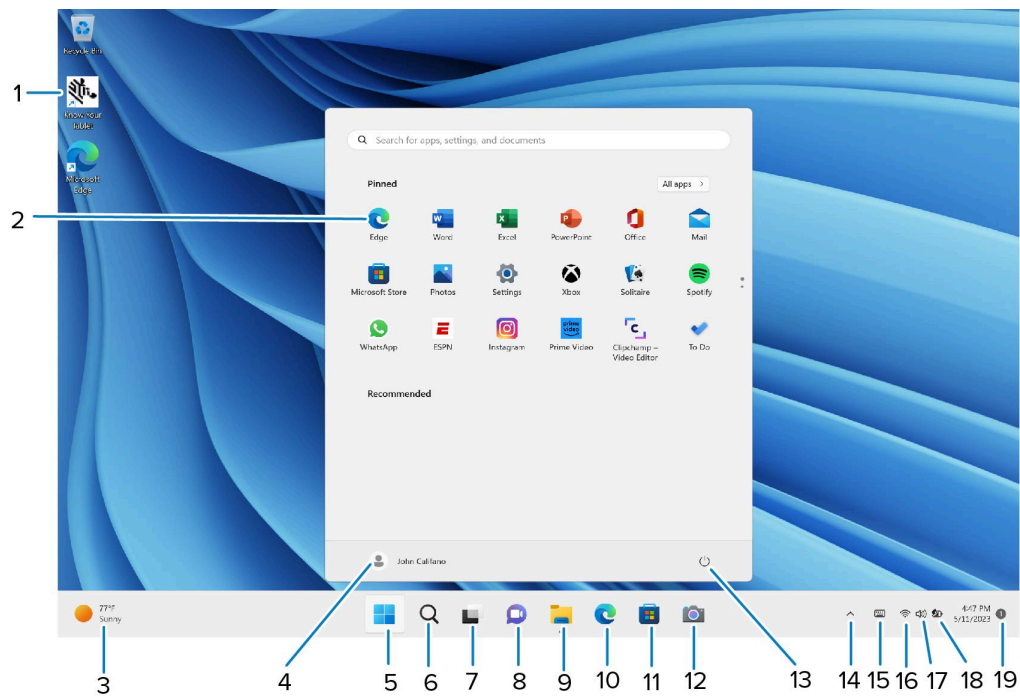 Recycle Bin
1
Know Your
Tablet
Microsoft
Edge
Search for apps, settings, and documents
Pinned
All apps >
2
Edge
Word
Excel
PowerPoint
Office
Mail
Microsoft Store
Photos
Settings
Xbox
Solitaire
Spotify
WhatsApp
ESPN
Instagram
prime
video
Prime Video
Clipchamp –
Video Editor
To Do
Recommended
John Califano
77°F
Sunny
4:47 PM
5/11/2023
1
3
4
5
6
7
8
9
10
11
12
13
14
15
16
17
18
19